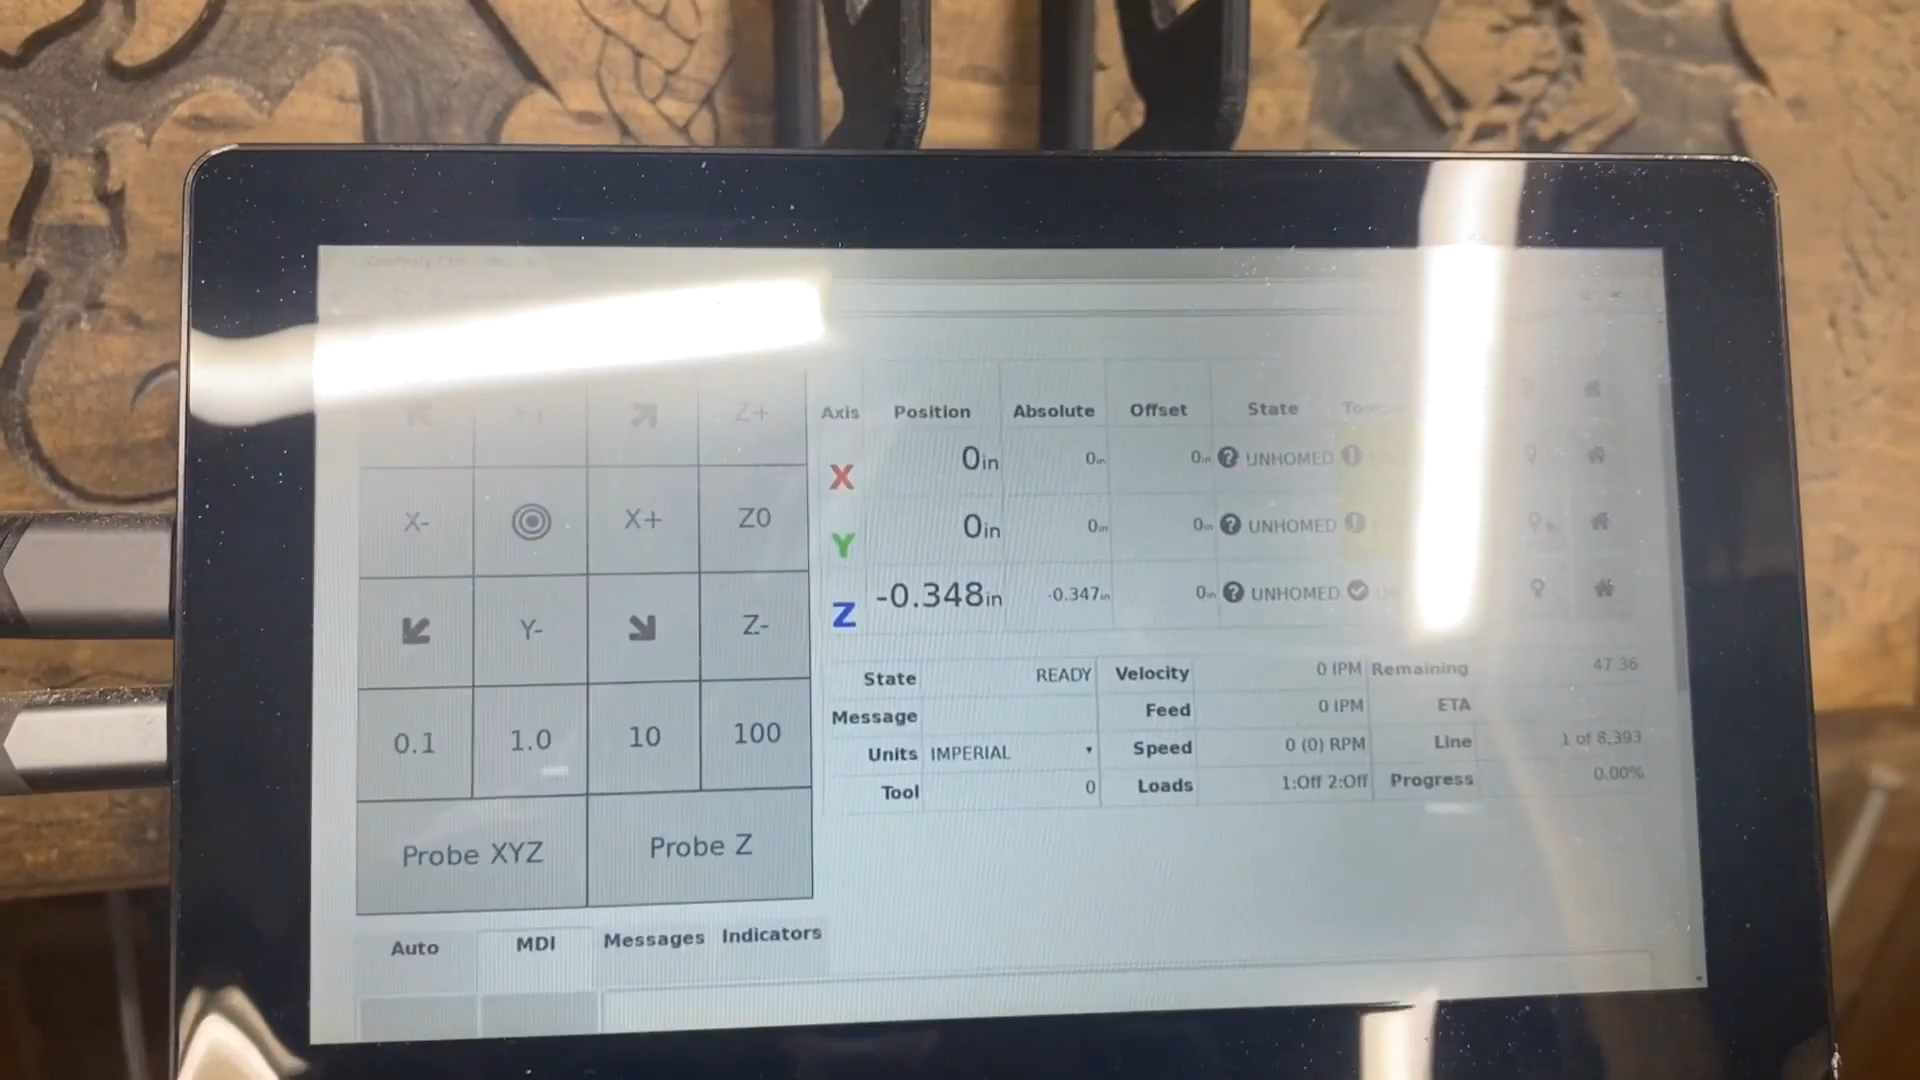 Z+
Axis Position Absolute Offset State
X 0in 0in 0in UNHOMED
X- X+ Z0
Y 0in 0in 0in UNHOMED
Z -0.348in -0.347in 0in UNHOMED
Y- Z-
State READY Velocity 0 IPM Remaining 47:36
Message Feed 0 IPM ETA
Units IMPERIAL Speed 0 (0) RPM Line 1 of 8,393
Tool 0 Loads 1:Off 2:Off Progress 0.00%
0.1 1.0 10 100
Probe XYZ Probe Z
Auto MDI Messages Indicators